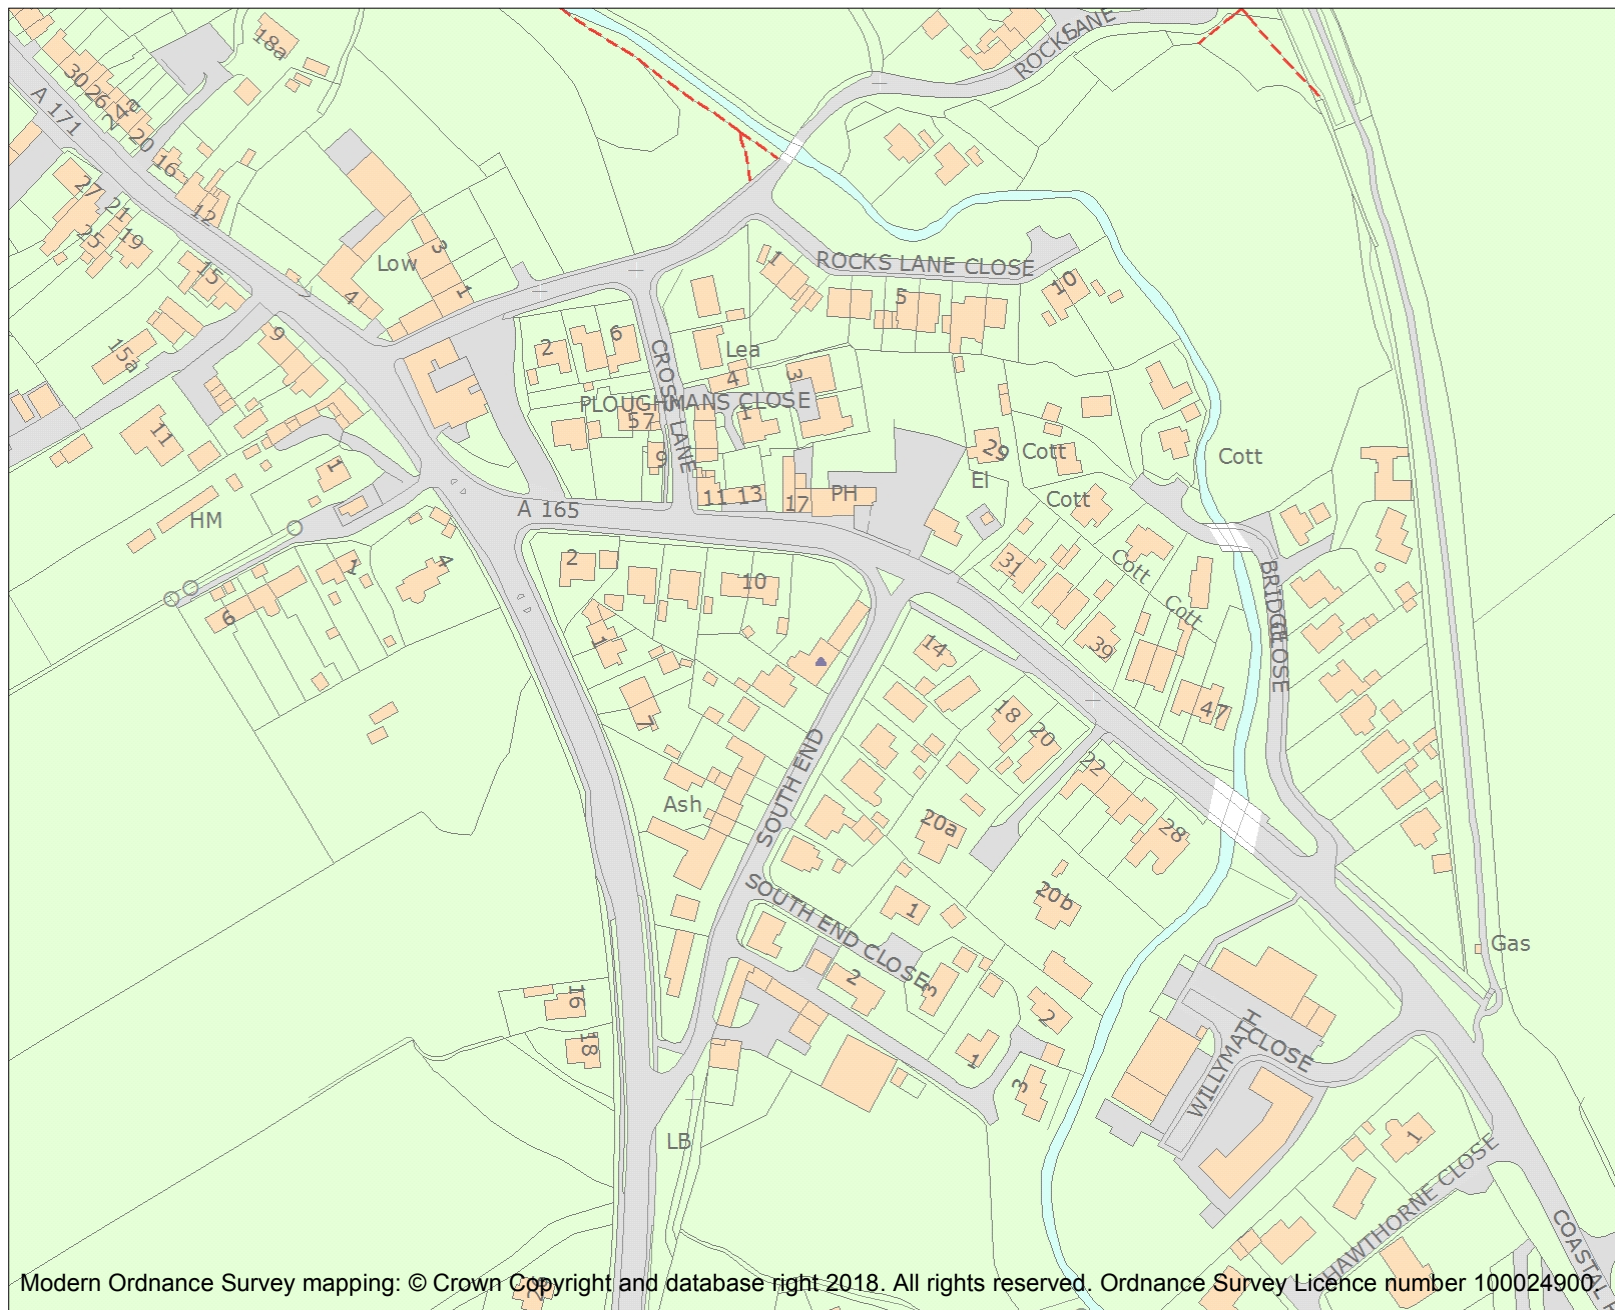 18a
ROCKS LANE
30
26
24
A 171
20
16
27
21
12
25
19
3
Low
15
1
4
ROCKS LANE CLOSE
1
10
5
9
15a
2
6
CROSS LANE
Lea
4
3
PLOUGHMANS CLOSE
1
57
9
11
29
Cott
Cott
1
El
PH
11 13
17
Cott
HM
A 165
2
31
Cott
1
4
10
BRIDGE CLOSE
6
Cott
1
14
39
7
18
20
47
SOUTH END
22
Ash
20a
28
SOUTH END CLOSE
20b
1
Gas
2
3
16
2
18
1
WILLYMATH CLOSE
3
LB
1
HAWTHORNE CLOSE
COASTAL
Modern Ordnance Survey mapping: © Crown Copyright and database right 2018. All rights reserved. Ordnance Survey Licence number 100024900